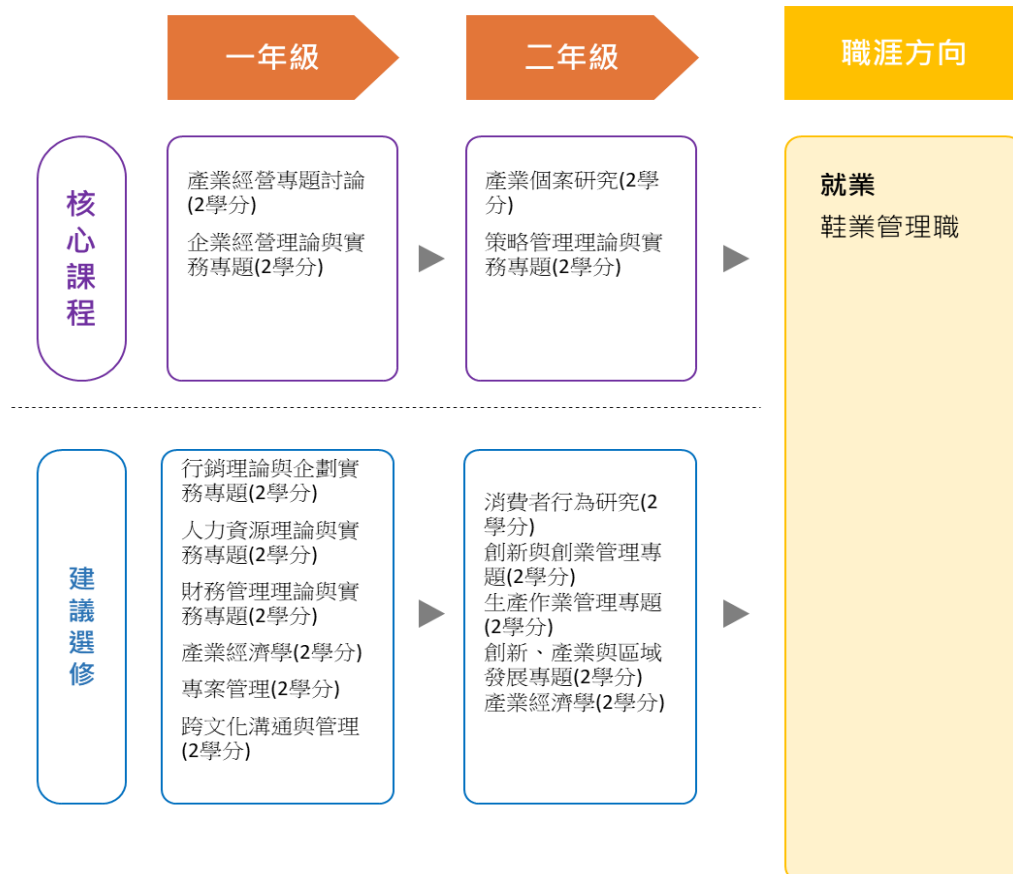 一年級
二年級
職涯方向
核
心
課
程
產業經營專題討論
(2學分)
企業經營理論與實
務專題(2學分)
產業個案研究(2學
分)
策略管理理論與實
務專題(2學分)
就業
鞋業管理職
建
議
選
修
行銷理論與企劃實
務專題(2學分)
人力資源理論與實
務專題(2學分)
財務管理理論與實
務專題(2學分)
產業經濟學(2學分)
專案管理(2學分)
跨文化溝通與管理
(2學分)
消費者行為研究(2
學分)
創新與創業管理專
題(2學分)
生產作業管理專題
(2學分)
創新、產業與區域
發展專題(2學分)
產業經濟學(2學分)